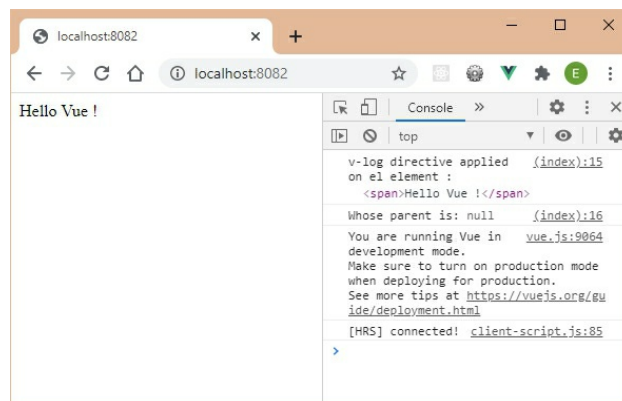 localhost:8082
localhost:8082
E
Hello Vue !
Console »
top
v-log directive applied (index):15
on el element :
<span>Hello Vue !</span>
Whose parent is: null (index):16
You are running Vue in vue.js:9064
development mode.
Make sure to turn on production mode
when deploying for production.
See more tips at https://vuejs.org/gu
ide/deployment.html
[HRS] connected! client-script.js:85
>